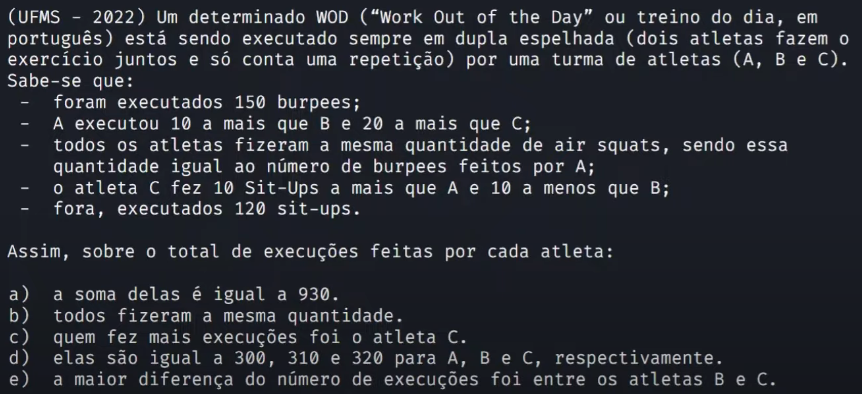 (UFMS - 2022) Um determinado WOD (“Work Out of the Day” ou treino do dia, em
português) está sendo executado sempre em dupla espelhada (dois atletas fazem o
exercício juntos e só conta uma repetição) por uma turma de atletas (A, B e C).
Sabe-se que:
- foram executados 150 burpees;
- A executou 10 a mais que B e 20 a mais que C;
- todos os atletas fizeram a mesma quantidade de air squats, sendo essa
quantidade igual ao número de burpees feitos por A;
- o atleta C fez 10 Sit-Ups a mais que A e 10 a menos que B;
- fora, executados 120 sit-ups.
Assim, sobre o total de execuções feitas por cada atleta:
a) a soma delas é igual a 930.
b) todos fizeram a mesma quantidade.
c) quem fez mais execuções foi o atleta C.
d) elas são igual a 300, 310 e 320 para A, B e C, respectivamente.
e) a maior diferença do número de execuções foi entre os atletas B e C.